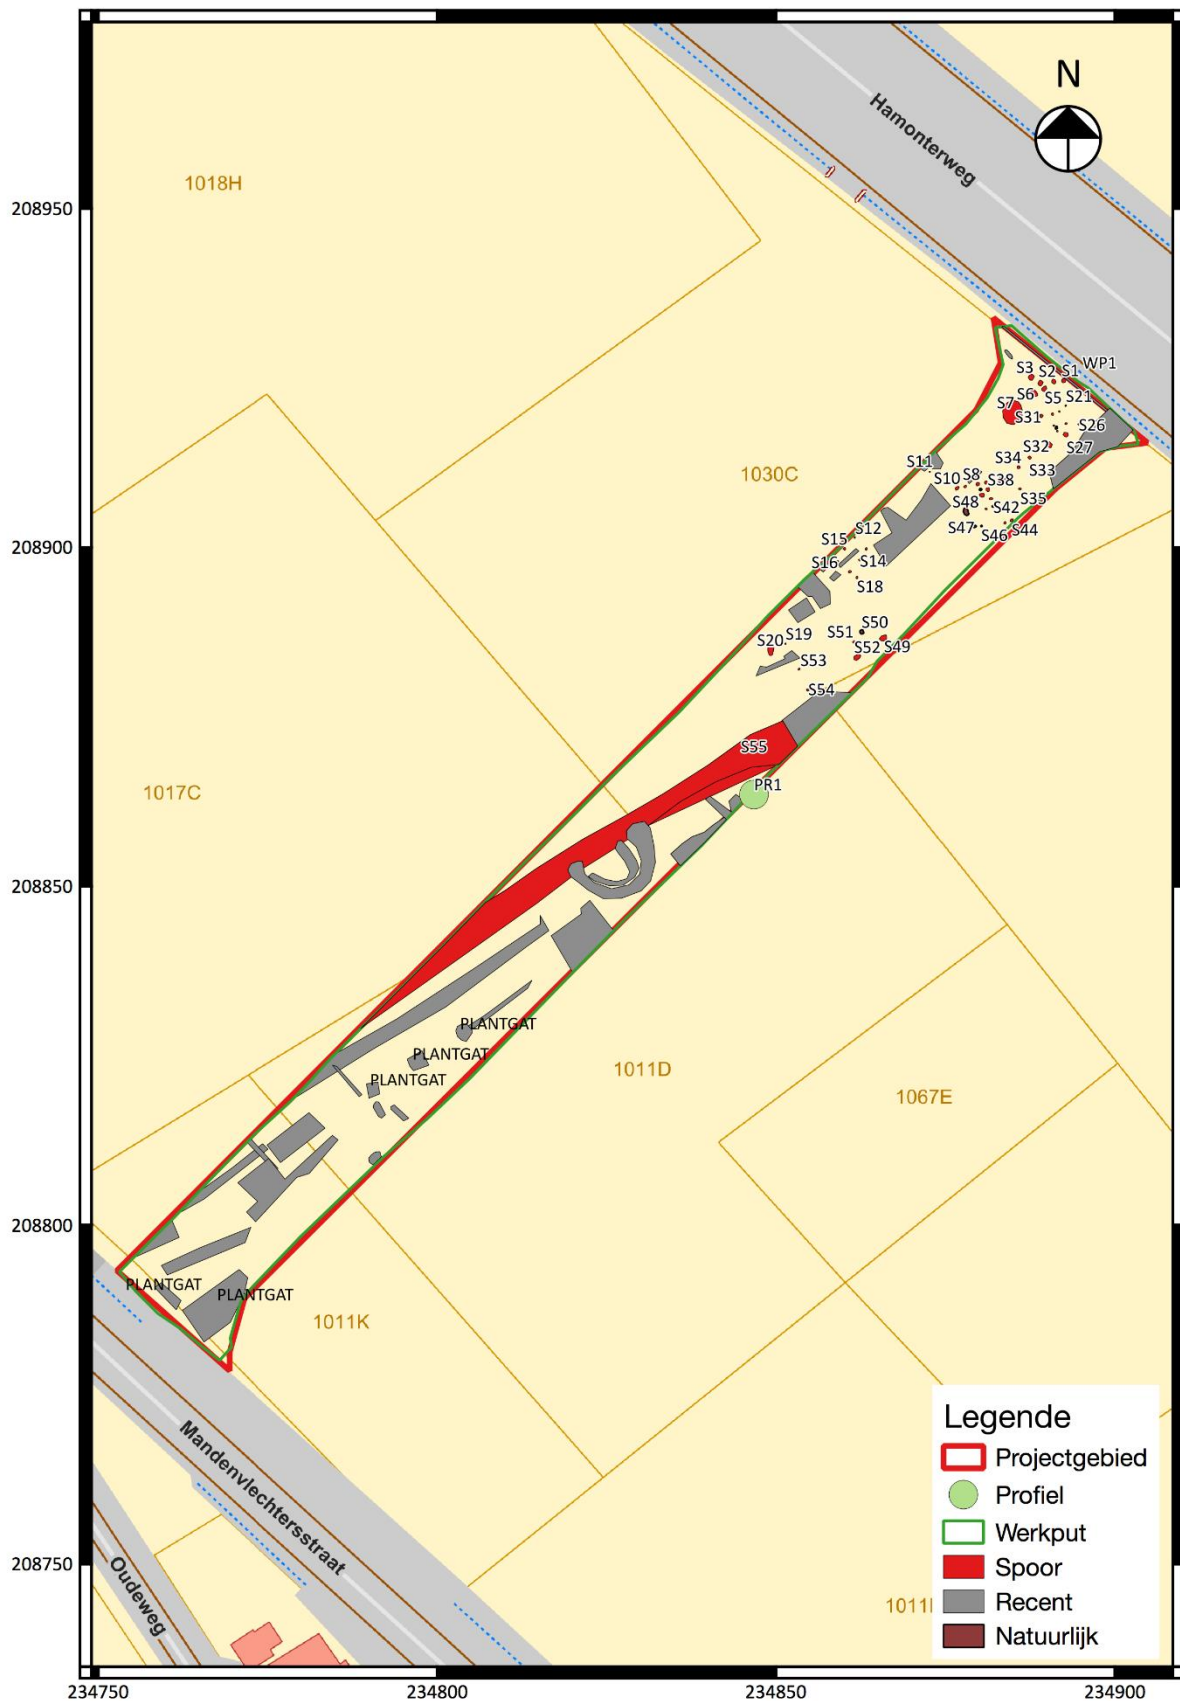 N
Hamonterweg
1018H
208950
WP1
S3
S2
S1
S6
S5
S21
S7
S31
S26
S32
S27
S34
S11
S33
1030C
S10
S8
S38
S35
S48
S42
S47
S46
S44
208900
S12
S15
S14
S16
S18
S50
S51
S19
S20
S52
S49
S53
S54
S55
PR1
1017C
208850
PLANTGAT
PLANTGAT
PLANTGAT
1011D
1067E
208800
PLANTGAT
PLANTGAT
1011K
Mandenvlechtersstraat
Oudeweg
208750
Legende
Projectgebied
Profiel
Werkput
Spoor
Recent
Natuurlijk
234750
234800
234850
234900